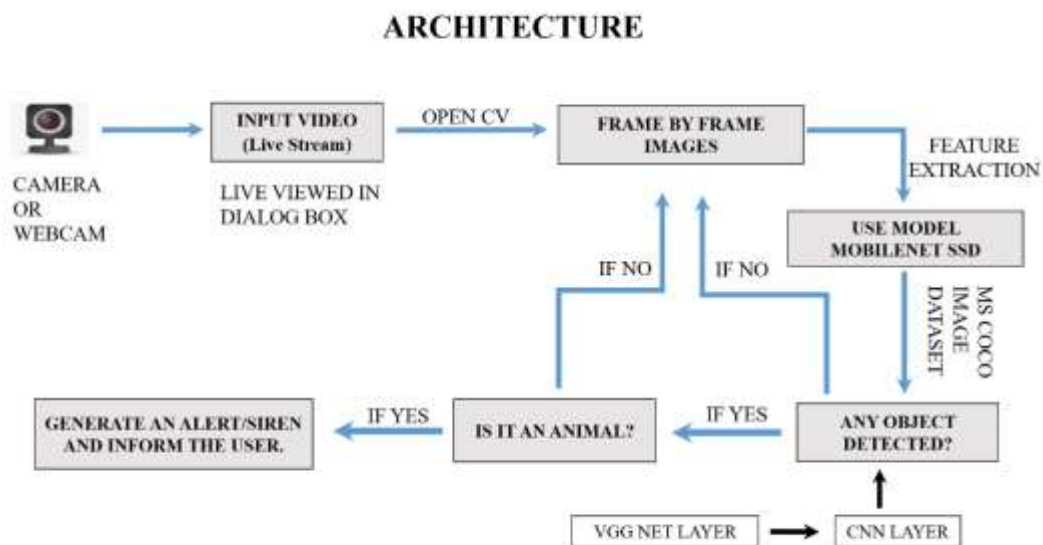 ARCHITECTURE
INPUT VIDEO
(Live Stream)
OPEN CV
FRAME BY FRAME
IMAGES
FEATURE
EXTRACTION
CAMERA
OR
WEBCAM
LIVE VIEWED IN
DIALOG BOX
USE MODEL
MOBILENET SSD
IF NO
IF NO
MS COCO
IMAGE
DATASET
GENERATE AN ALERT/SIREN
AND INFORM THE USER.
IF YES
IS IT AN ANIMAL?
IF YES
ANY OBJECT
DETECTED?
VGG NET LAYER
CNN LAYER